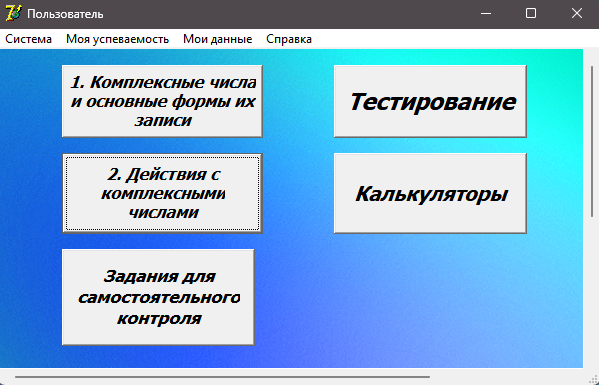 Пользователь
Система Моя успеваемость Мои данные Справка
1. Комплексные числа
и основные формы их
записи
Тестирование
2. Действия с
комплексными
числами
Калькуляторы
Задания для
самостоятельного
контроля